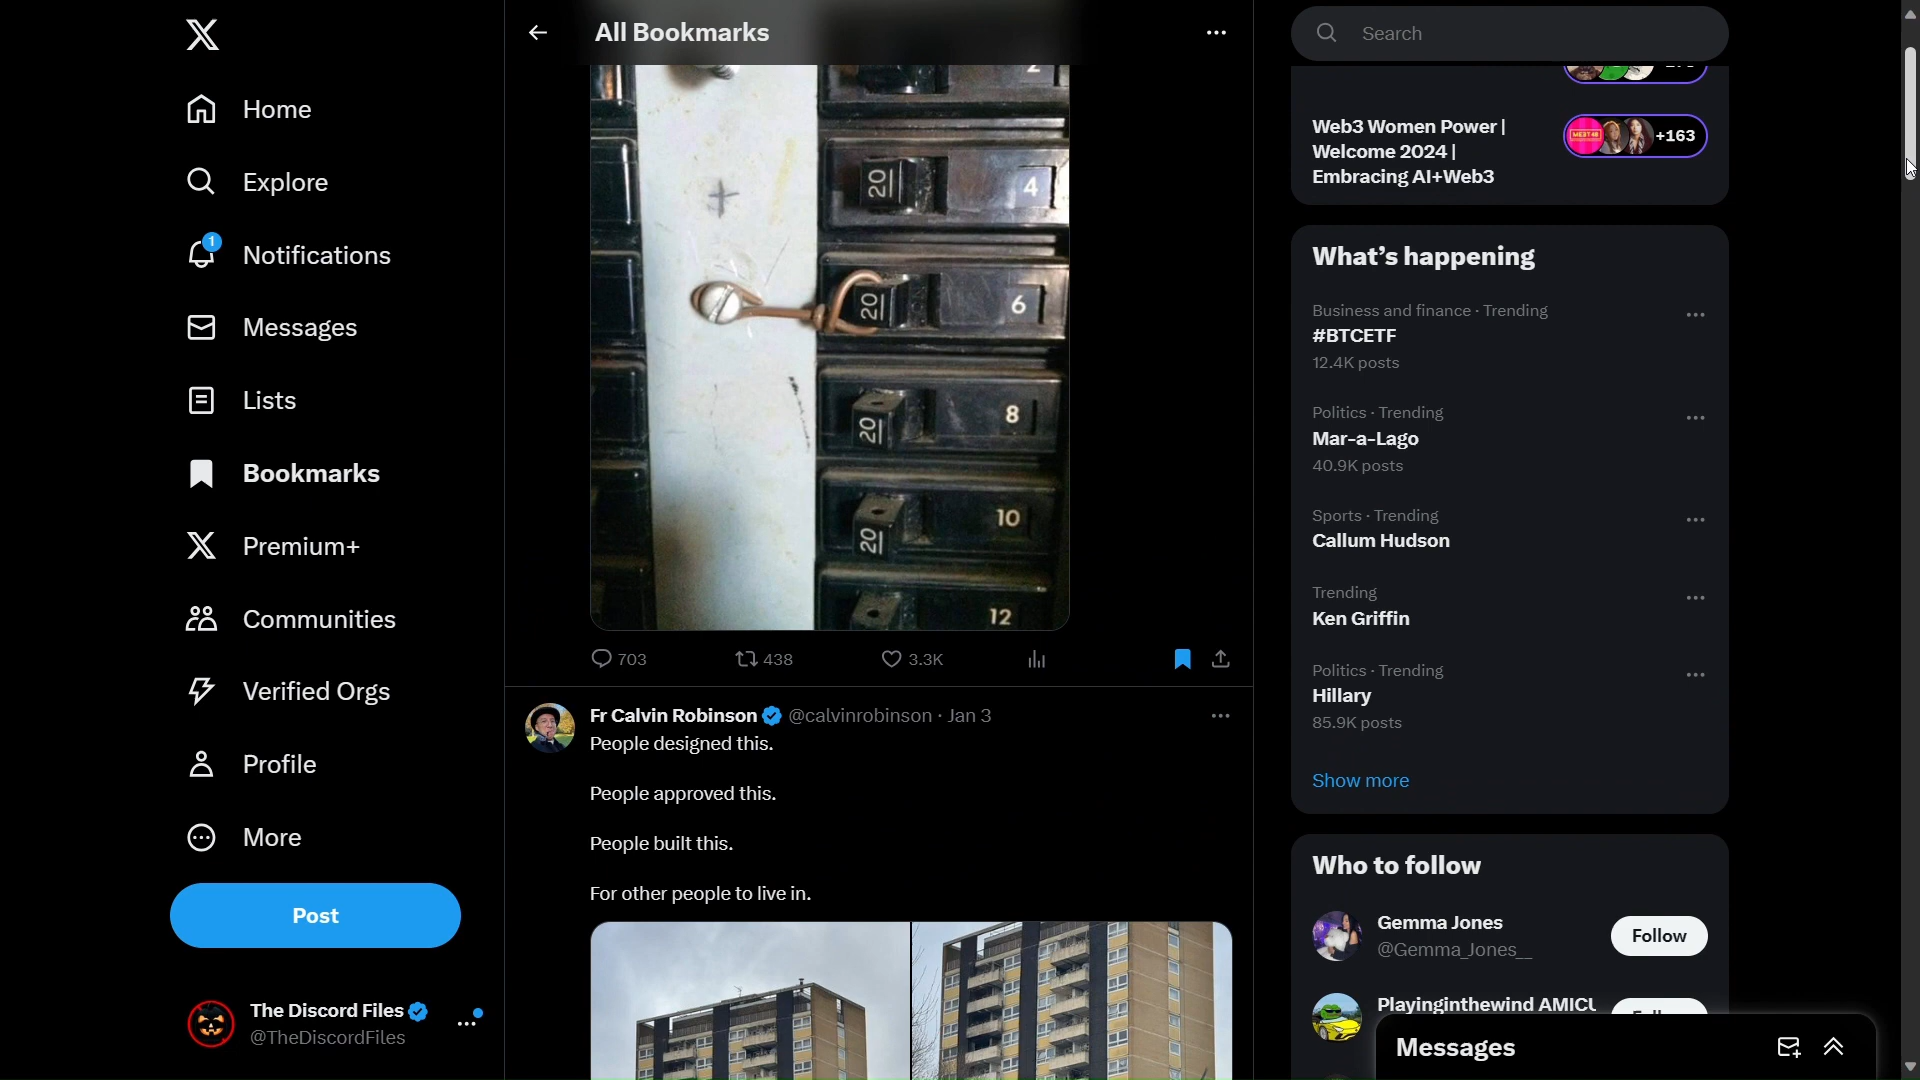 All Bookmarks
Search
Home
Explore
1
Notifications
Messages
Lists
Bookmarks
Premium+
Communities
Verified Orgs
Profile
More
Post
The Discord Files
@TheDiscordFiles
20
4
20
6
20
8
20
10
12
703
438
3.3K
Fr Calvin Robinson @calvinrobinson · Jan 3
People designed this.
People approved this.
People built this.
For other people to live in.
Web3 Women Power |
Welcome 2024 |
Embracing AI+Web3
+163
What's happening
Business and finance · Trending
#BTCETF
12.4K posts
Politics · Trending
Mar-a-Lago
40.9K posts
Sports · Trending
Callum Hudson
Trending
Ken Griffin
Politics · Trending
Hillary
85.9K posts
Show more
Who to follow
Gemma Jones
@Gemma_Jones__
Follow
Playinginthewind
Messages